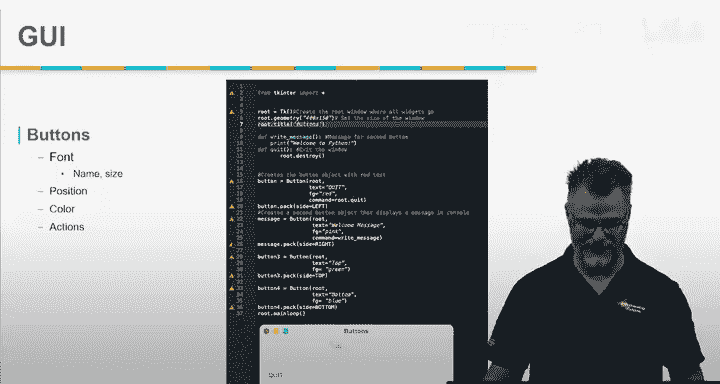 GUI
Buttons
– Font
• Name, size
– Position
– Color
– Actions
from tkinter import *
root = Tk()#Create the root window where all widgets go
root.geometry("400x150")# Set the size of the window
root.title("Buttons")
def write_message(): #Message for second button
print("Welcome to Python!")
def quit(): #Exit the window
root.destroy()
#Creates the button object with red text
button = Button(root,
text="QUIT",
fg="red",
command=root.quit)
button.pack(side=LEFT)
#Creates a second button object that displays a message in console
message = Button(root,
text="Welcome Message",
fg="pink",
command=write_message)
message.pack(side=RIGHT)
button3 = Button(root,
text="Top",
fg= "green")
button3.pack(side=TOP)
button4 = Button(root,
text="Bottom",
fg= "blue")
button4.pack(side=BOTTOM)
root.mainloop()
Buttons
QUIT